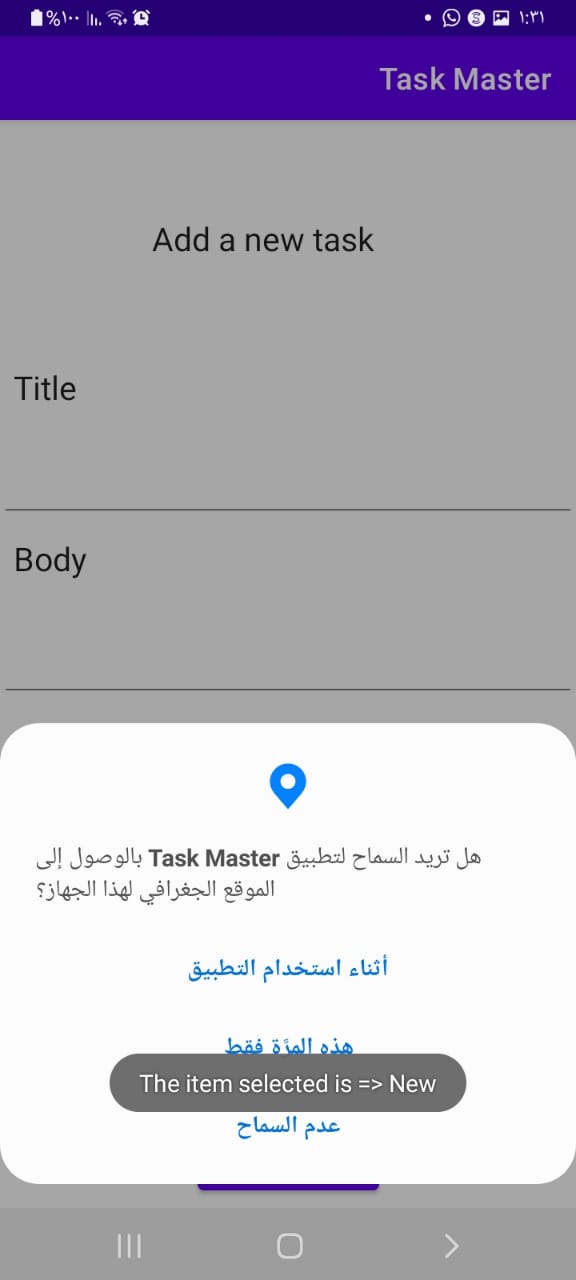 %١٠٠ ١:٣١
Task Master
Add a new task
Title
Body
هل تريد السماح لتطبيق Task Master بالوصول إلى
الموقع الجغرافي لهذا الجهاز؟
أثناء استخدام التطبيق
هذه المرَّة فقط
The item selected is => New
عدم السماح